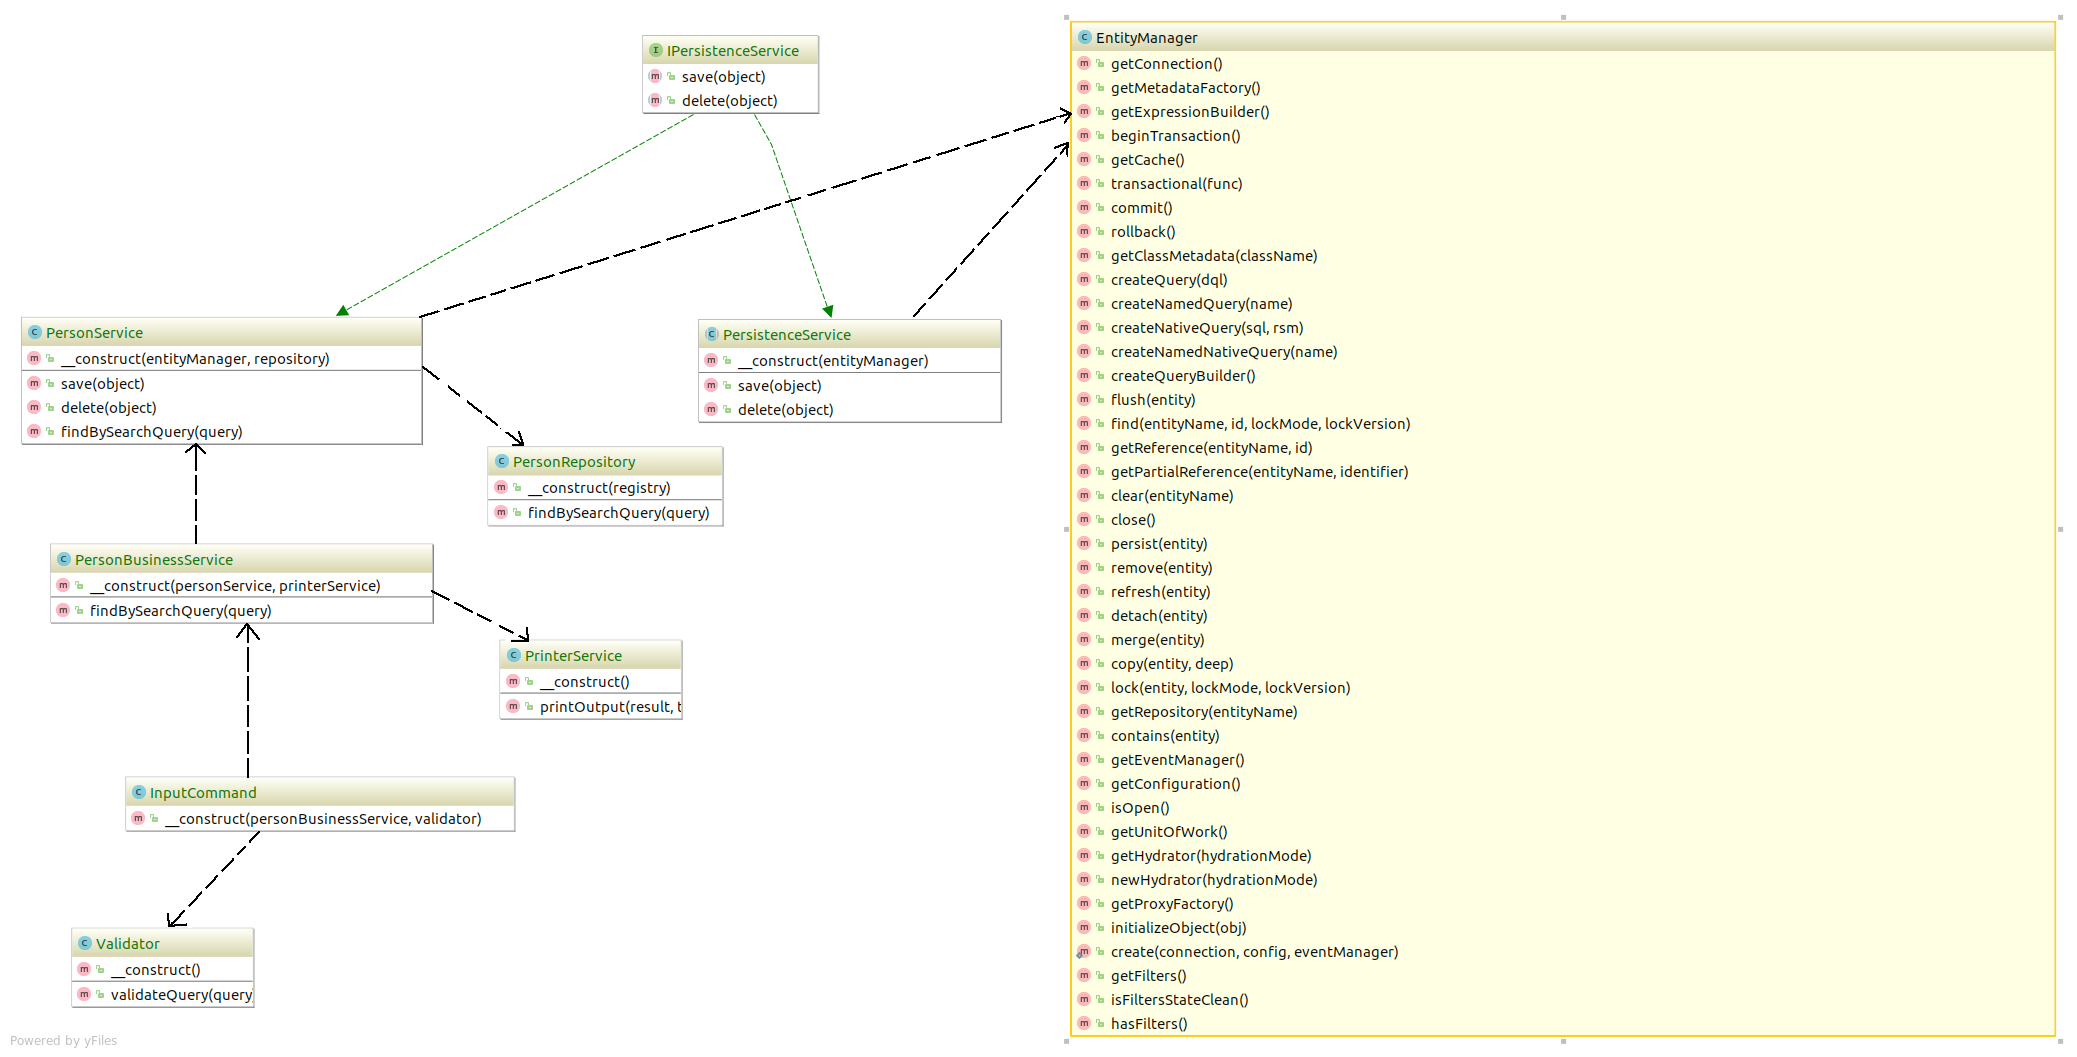 IPersistenceService
save(object)
delete(object)
PersonService
__construct(entityManager, repository)
save(object)
delete(object)
findBySearchQuery(query)
PersistenceService
__construct(entityManager)
save(object)
delete(object)
PersonRepository
__construct(registry)
findBySearchQuery(query)
PersonBusinessService
__construct(personService, printerService)
findBySearchQuery(query)
PrinterService
__construct()
printOutput(result, t
InputCommand
__construct(personBusinessService, validator)
Validator
__construct()
validateQuery(query
EntityManager
getConnection()
getMetadataFactory()
getExpressionBuilder()
beginTransaction()
getCache()
transactional(func)
commit()
rollback()
getClassMetadata(className)
createQuery(dql)
createNamedQuery(name)
createNativeQuery(sql, rsm)
createNamedNativeQuery(name)
createQueryBuilder()
flush(entity)
find(entityName, id, lockMode, lockVersion)
getReference(entityName, id)
getPartialReference(entityName, identifier)
clear(entityName)
close()
persist(entity)
remove(entity)
refresh(entity)
detach(entity)
merge(entity)
copy(entity, deep)
lock(entity, lockMode, lockVersion)
getRepository(entityName)
contains(entity)
getEventManager()
getConfiguration()
isOpen()
getUnitOfWork()
getHydrator(hydrationMode)
newHydrator(hydrationMode)
getProxyFactory()
initializeObject(obj)
create(connection, config, eventManager)
getFilters()
isFiltersStateClean()
hasFilters()
Powered by yFiles